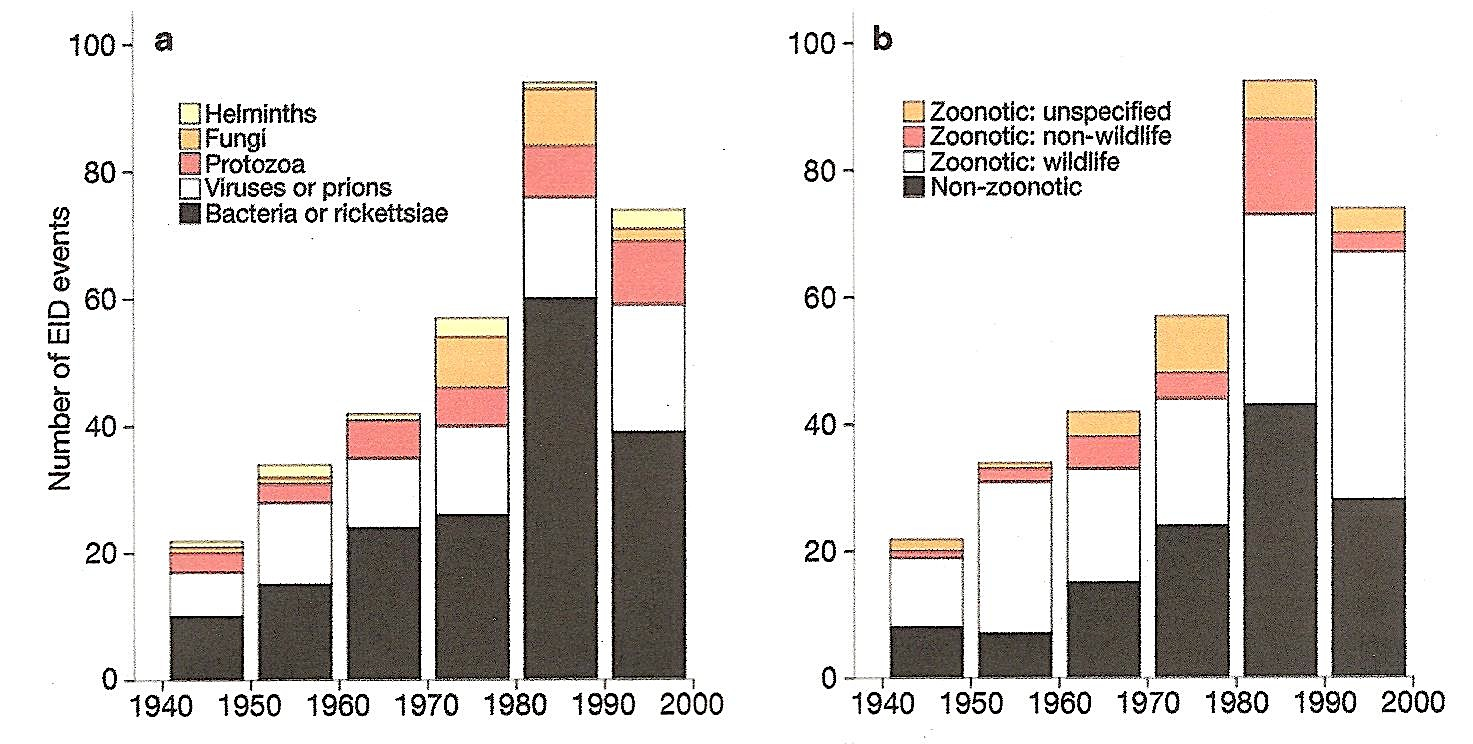 a
Helminths
Fungi
Protozoa
Viruses or prions
Bacteria or rickettsiae
Number of EID events
100
80
60
40
20
0
1940 1950 1960 1970 1980 1990 2000
b
Zoonotic: unspecified
Zoonotic: non-wildlife
Zoonotic: wildlife
Non-zoonotic
100
80
60
40
20
0
1940 1950 1960 1970 1980 1990 2000